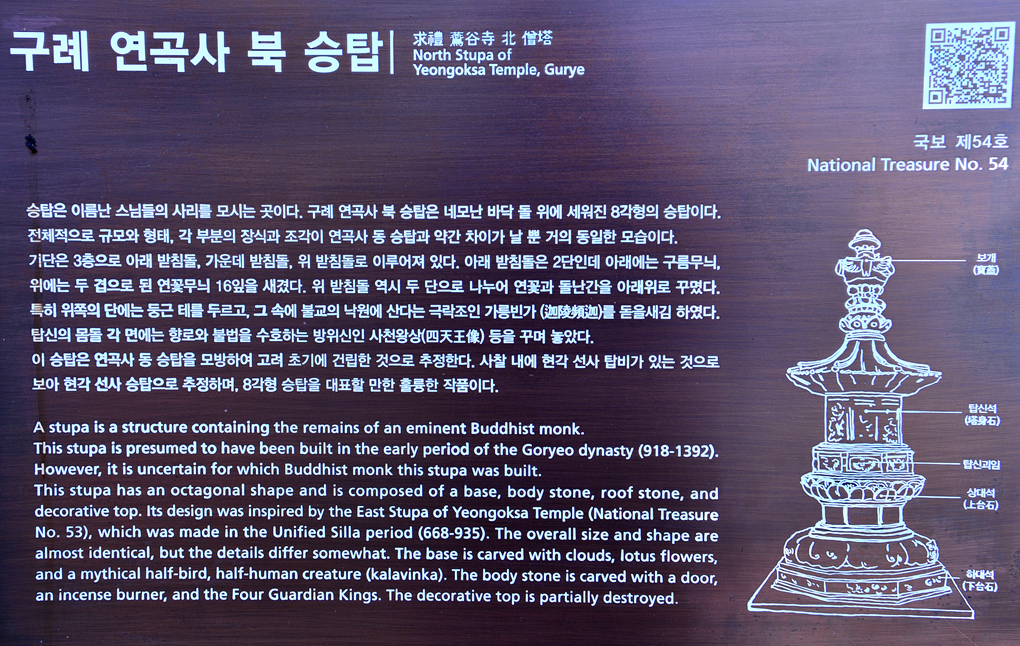 구례 연곡사 북 승탑
求禮 鷰谷寺 北 僧塔
North Stupa of
Yeongoksa Temple, Gurye
국보 제54호
National Treasure No. 54
승탑은 이름난 스님들의 사리를 모시는 곳이다. 구례 연곡사 북 승탑은 네모난 바닥 돌 위에 세워진 8각형의 승탑이다.
전체적으로 규모와 형태, 각 부분의 장식과 조각이 연곡사 동 승탑과 약간 차이가 날 뿐 거의 동일한 모습이다.
기단은 3층으로 아래 받침돌, 가운데 받침돌, 위 받침돌로 이루어져 있다. 아래 받침돌은 2단인데 아래에는 구름무늬,
위에는 두 겹으로 된 연꽃무늬 16잎을 새겼다. 위 받침돌 역시 두 단으로 나누어 연꽃과 돌난간을 아래위로 꾸몄다.
특히 위쪽의 단에는 둥근 테를 두르고, 그 속에 불교의 낙원에 산다는 극락조인 가릉빈가 (迦陵頻迦)를 돋을새김 하였다.
탑신의 몸돌 각 면에는 향로와 불법을 수호하는 방위신인 사천왕상(四天王像) 등을 꾸며 놓았다.
이 승탑은 연곡사 동 승탑을 모방하여 고려 초기에 건립한 것으로 추정한다. 사찰 내에 현각 선사 탑비가 있는 것으로
보아 현각 선사 승탑으로 추정하며, 8각형 승탑을 대표할 만한 훌륭한 작품이다.
A stupa is a structure containing the remains of an eminent Buddhist monk.
This stupa is presumed to have been built in the early period of the Goryeo dynasty (918-1392).
However, it is uncertain for which Buddhist monk this stupa was built.
This stupa has an octagonal shape and is composed of a base, body stone, roof stone, and
decorative top. Its design was inspired by the East Stupa of Yeongoksa Temple (National Treasure
No. 53), which was made in the Unified Silla period (668-935). The overall size and shape are
almost identical, but the details differ somewhat. The base is carved with clouds, lotus flowers,
and a mythical half-bird, half-human creature (kalavinka). The body stone is carved with a door,
an incense burner, and the Four Guardian Kings. The decorative top is partially destroyed.
보개
(寶蓋)
탑신석
(塔身石)
탑신괴임
상대석
(上台石)
하대석
(下台石)